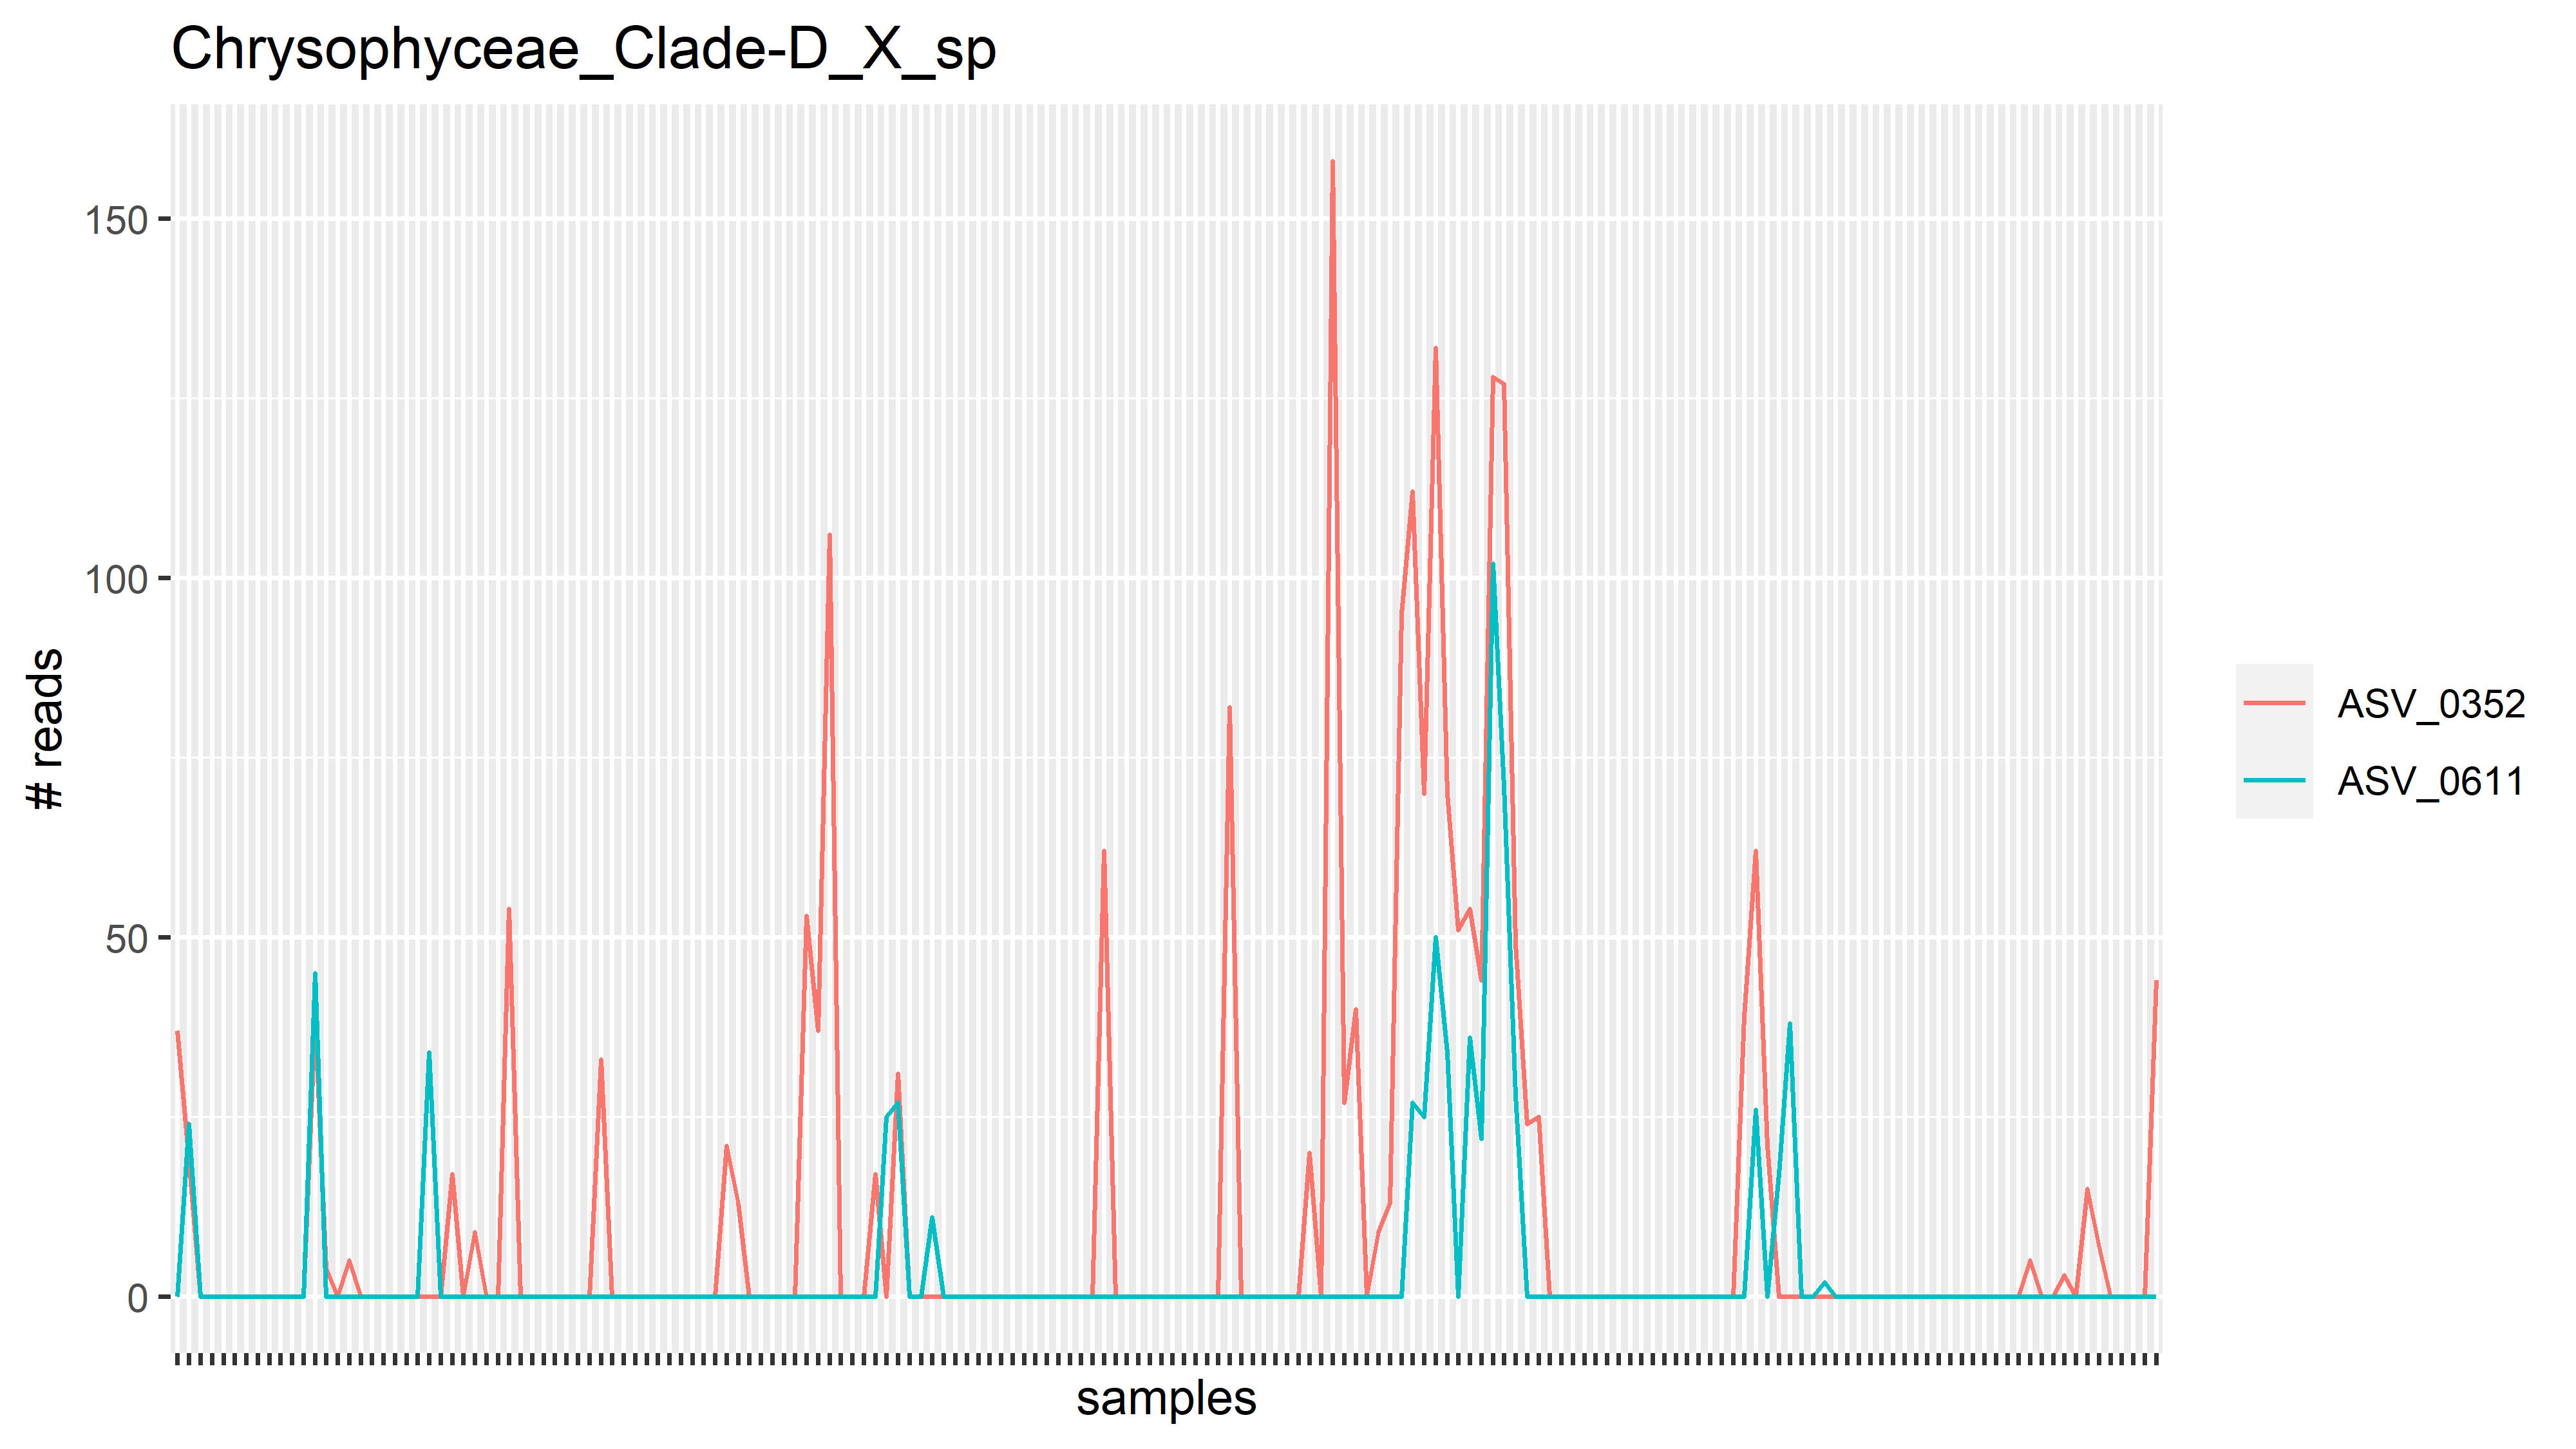 Chrysophyceae_Clade-D_X_sp
150
100
50
0
# reads
samples
ASV_0352
ASV_0611